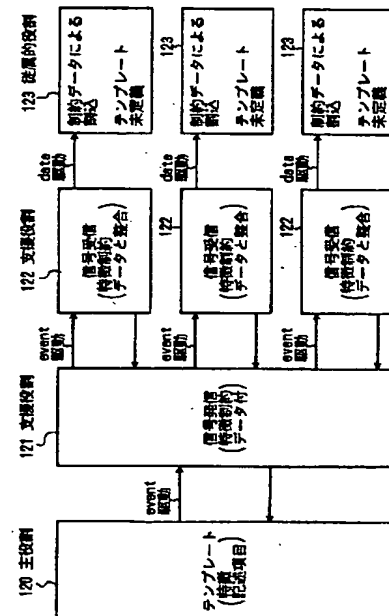 120 主役割
テンプレート
(特徴
記述項目)
event
駆動
121 支援役割
信号発信
(特徴制約
データ付)
event
駆動
event
駆動
event
駆動
122 支援役割
信号受信
(特徴制約
データと整合)
122
信号受信
(特徴制約
データと整合)
122
信号受信
(特徴制約
データと整合)
date
駆動
date
駆動
date
駆動
123 従属的役割
制約データによる
割込
テンプレート
未定義
123
制約データによる
割込
テンプレート
未定義
123
制約データによる
割込
テンプレート
未定義